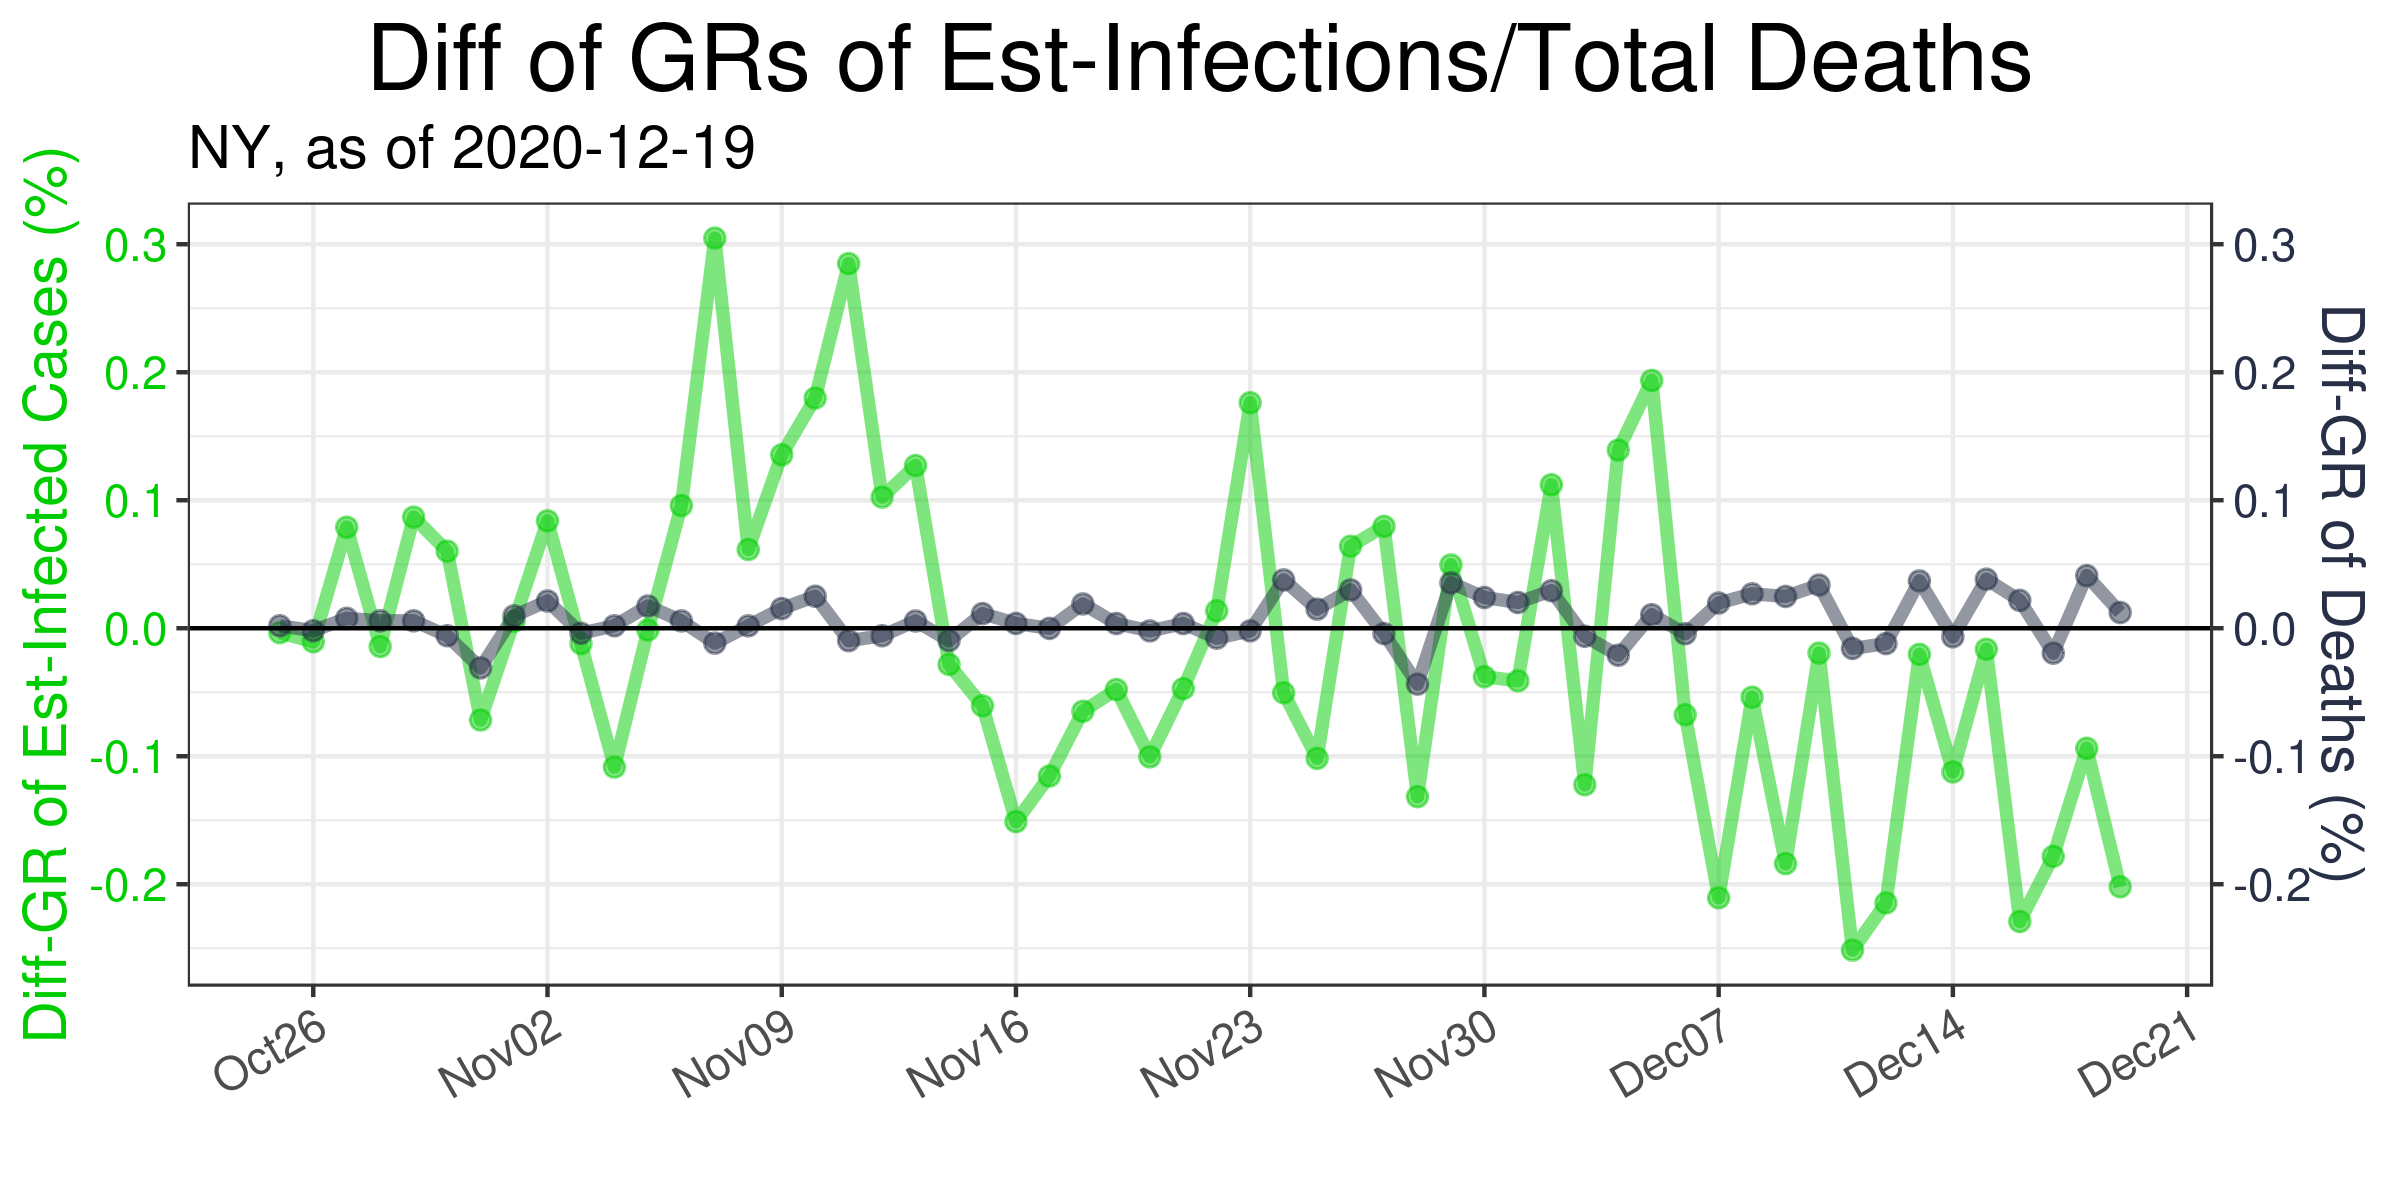 Diff of GRs of Est-Infections/Total Deaths
NY, as of 2020-12-19
Diff-GR of Est-Infected Cases (%)
0.3
0.2
0.1
0.0
-0.1
-0.2
0.3
0.2
0.1
0.0
-0.1
-0.2
Diff-GR of Deaths (%)
Oct26
Nov02
Nov09
Nov16
Nov23
Nov30
Dec07
Dec14
Dec21